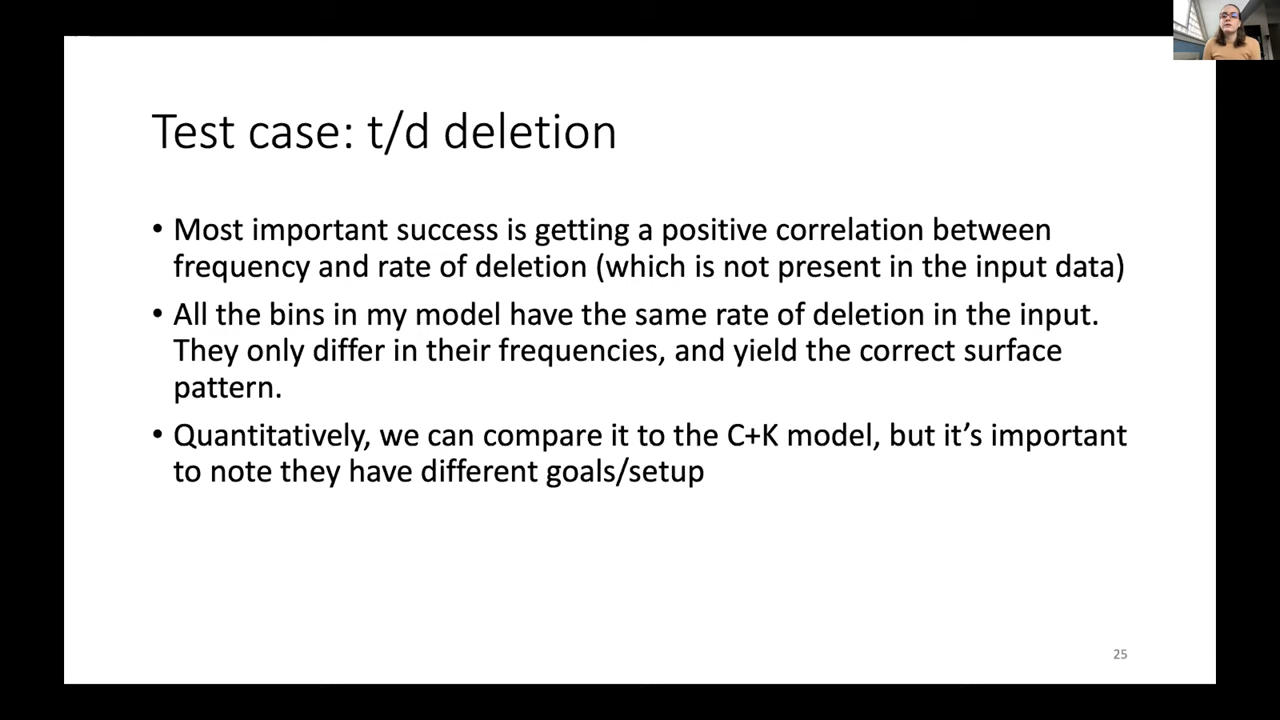 Test case: t/d deletion
• Most important success is getting a positive correlation between
frequency and rate of deletion (which is not present in the input data)
• All the bins in my model have the same rate of deletion in the input.
They only differ in their frequencies, and yield the correct surface
pattern.
• Quantitatively, we can compare it to the C+K model, but it’s important
to note they have different goals/setup
25